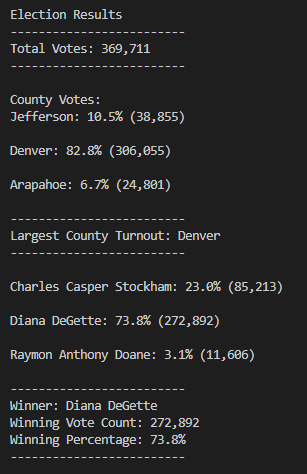 Election Results
-------------------------
Total Votes: 369,711
-------------------------
County Votes:
Jefferson: 10.5% (38,855)
Denver: 82.8% (306,055)
Arapahoe: 6.7% (24,801)
-------------------------
Largest County Turnout: Denver
-------------------------
Charles Casper Stockham: 23.0% (85,213)
Diana DeGette: 73.8% (272,892)
Raymon Anthony Doane: 3.1% (11,606)
-------------------------
Winner: Diana DeGette
Winning Vote Count: 272,892
Winning Percentage: 73.8%
-------------------------